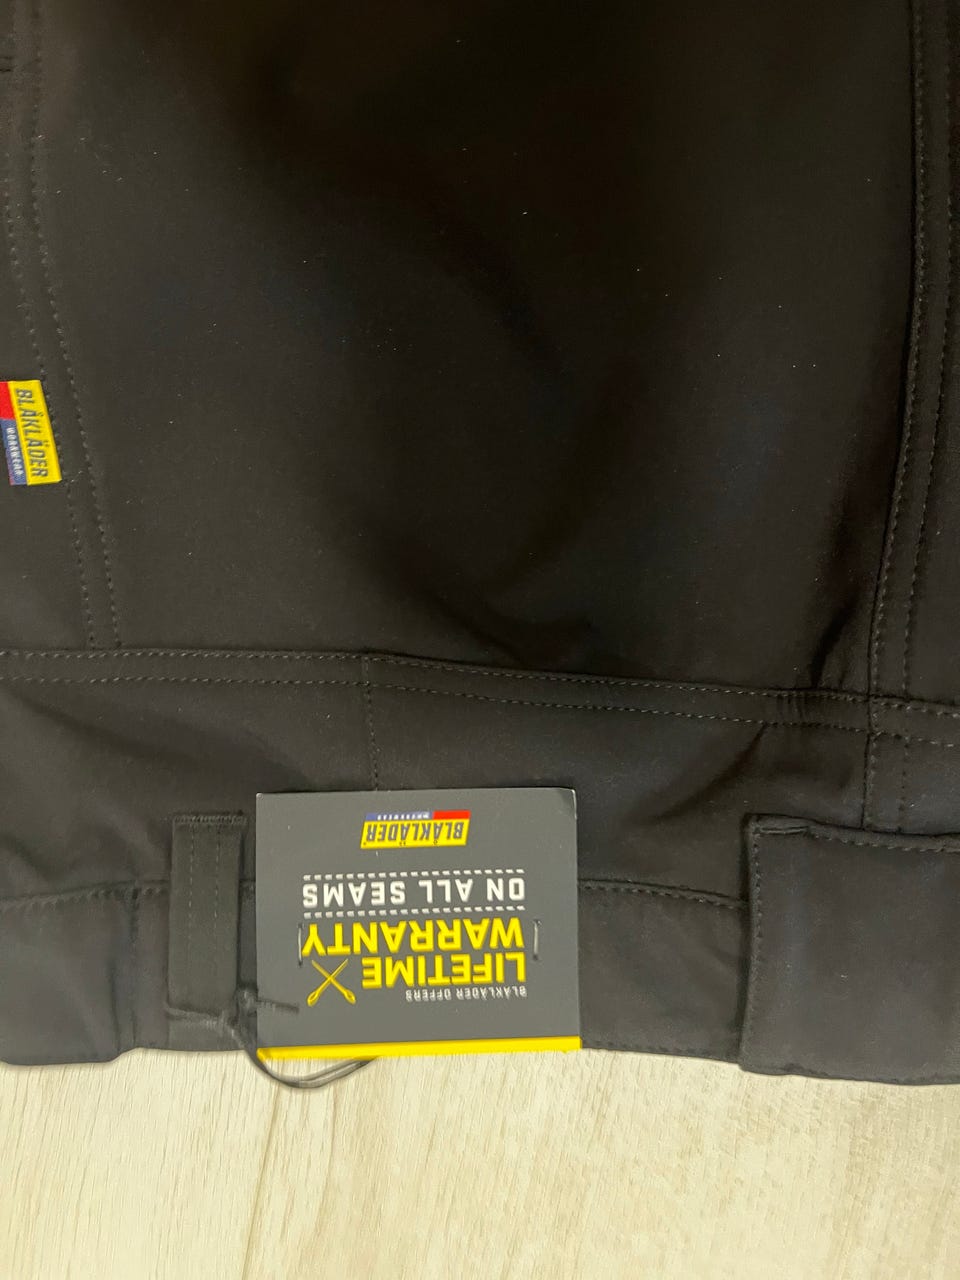 BLÅKLÄDER
WORKWEAR
BLÅKLÄDER OFFERS
LIFETIME
WARRANTY
ON ALL SEAMS
BLÅKLÄDER
WORKWEAR